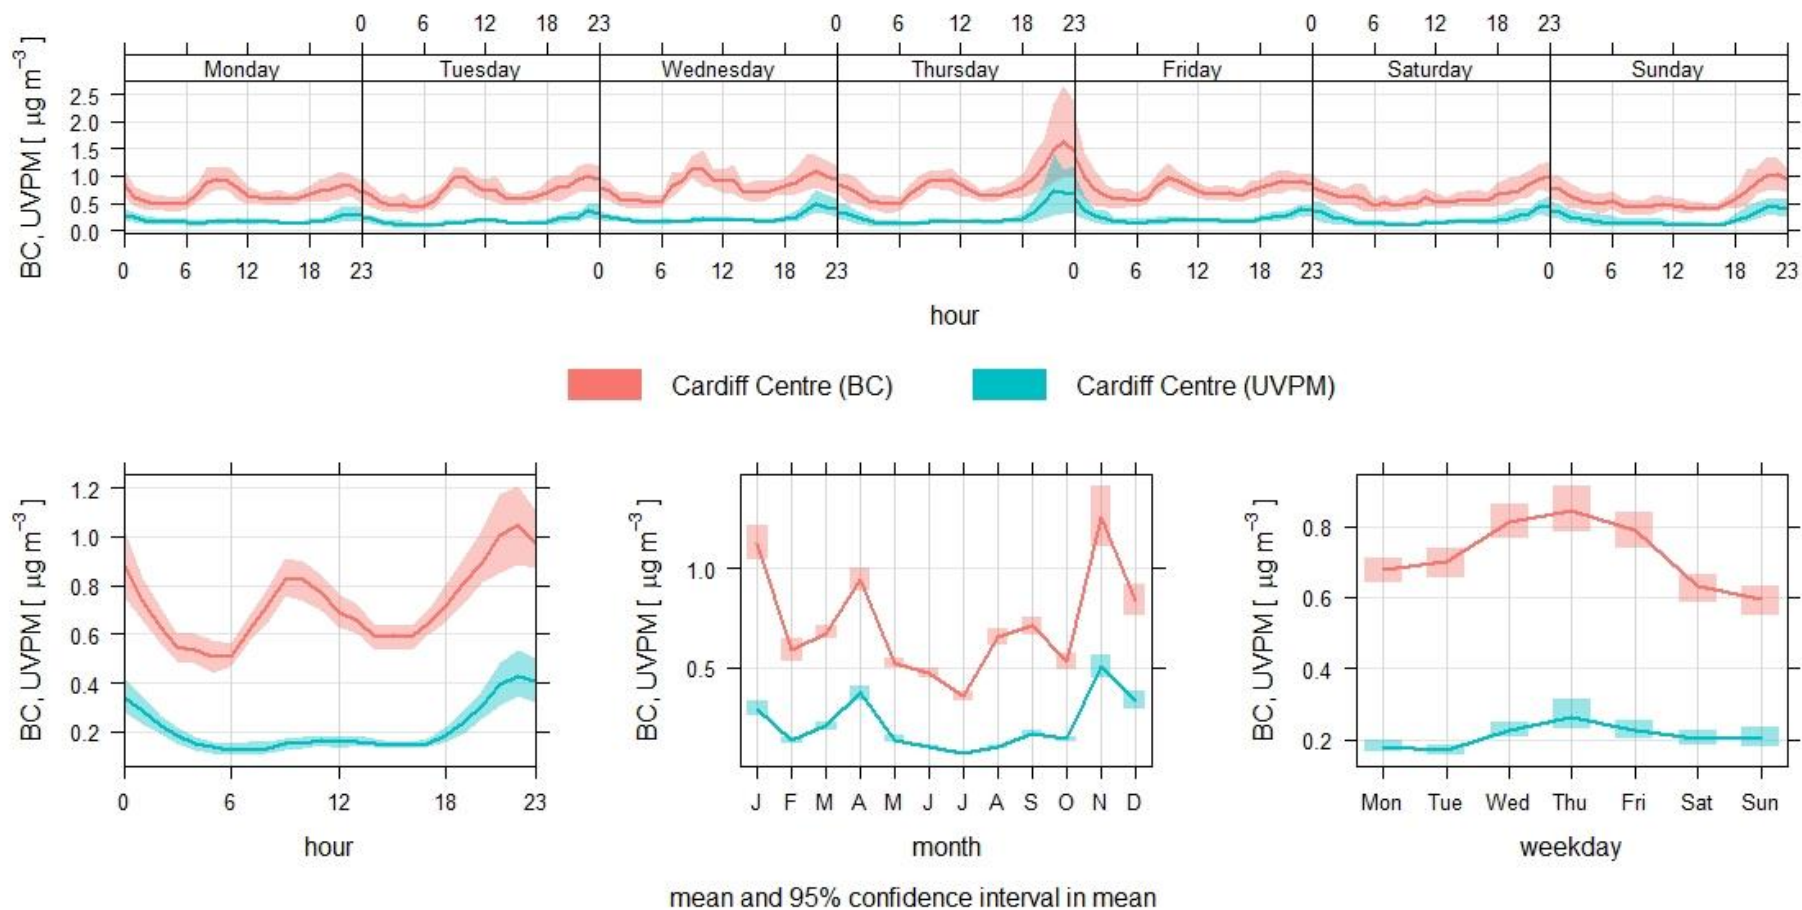 0 6 12 18 23 0 6 12 18 23 0 6 12 18 23
Monday Tuesday Wednesday Thursday Friday Saturday Sunday
BC, UVPM [ µg m⁻³ ]
2.5
2.0
1.5
1.0
0.5
0.0
0 6 12 18 23 0 6 12 18 23 0 6 12 18 23 0 6 12 18 23
hour
Cardiff Centre (BC) Cardiff Centre (UVPM)
BC, UVPM [ µg m⁻³ ]
1.2
1.0
0.8
0.6
0.4
0.2
0 6 12 18 23
hour
BC, UVPM [ µg m⁻³ ]
1.0
0.5
J F M A M J J A S O N D
month
BC, UVPM [ µg m⁻³ ]
0.8
0.6
0.4
0.2
Mon Tue Wed Thu Fri Sat Sun
weekday
mean and 95% confidence interval in mean